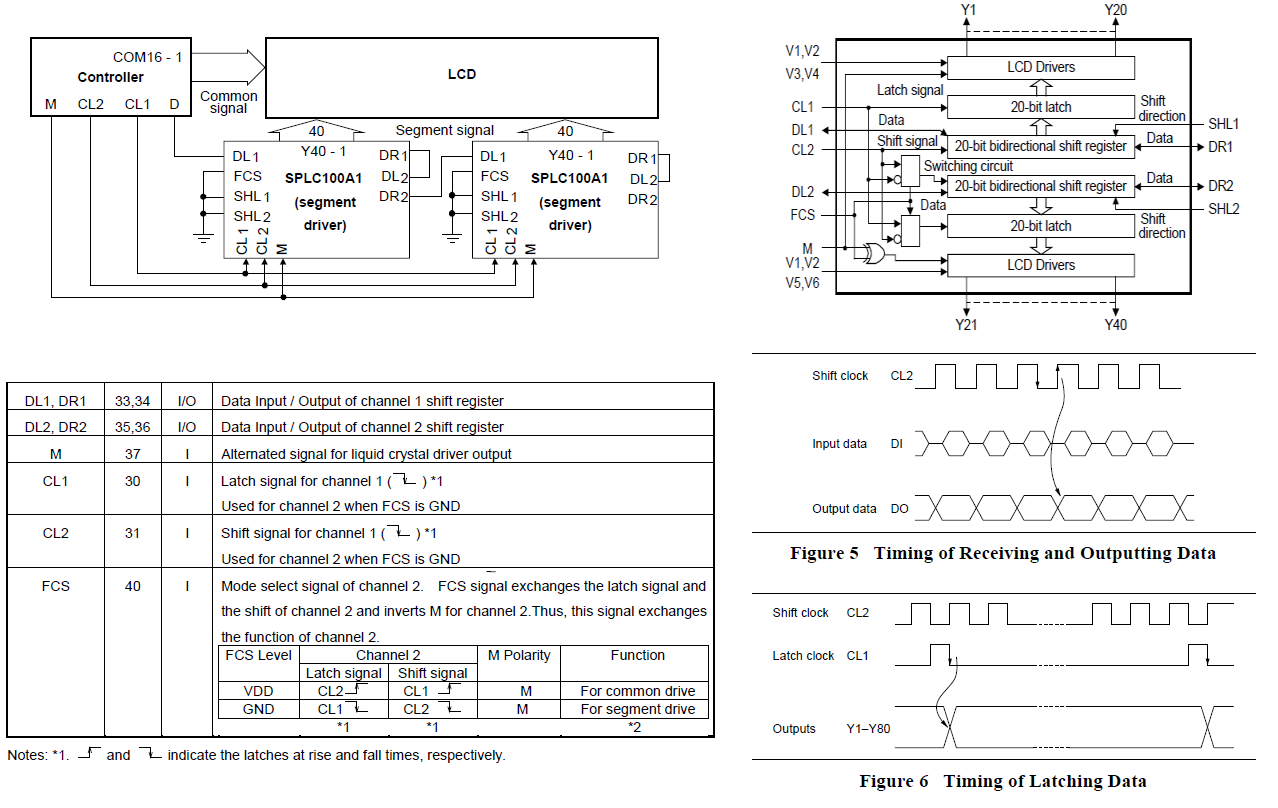 COM16 - 1
Controller
M CL2 CL1 D
Common
signal
LCD
40
Segment signal
40
DL1 Y40 - 1 DR1
FCS SPLC100A1 DL2
SHL1 (segment DR2
SHL2 driver)
CL1 CL2 M
DL1 Y40 - 1 DR1
FCS SPLC100A1 DL2
SHL1 (segment DR2
SHL2 driver)
CL1 CL2 M
Y1 Y20
V1,V2
LCD Drivers
V3,V4
Latch signal
CL1
20-bit latch
Shift
direction
Data
SHL1
DL1
Shift signal
20-bit bidirectional shift register
Data
DR1
CL2
Switching circuit
DL2
20-bit bidirectional shift register
Data
DR2
Data
SHL2
FCS
20-bit latch
Shift
direction
M
V1,V2
LCD Drivers
V5,V6
Y21 Y40
DL1, DR1 33,34 I/O Data Input / Output of channel 1 shift register
DL2, DR2 35,36 I/O Data Input / Output of channel 2 shift register
M 37 I Alternated signal for liquid crystal driver output
CL1 30 I Latch signal for channel 1 ( ) *1
Used for channel 2 when FCS is GND
CL2 31 I Shift signal for channel 1 ( ) *1
Used for channel 2 when FCS is GND
FCS 40 I Mode select signal of channel 2. FCS signal exchanges the latch signal and
the shift of channel 2 and inverts M for channel 2.Thus, this signal exchanges
the function of channel 2.
FCS Level Channel 2 M Polarity Function
Latch signal Shift signal
VDD CL2 CL1 M For common drive
GND CL1 CL2 M For segment drive
*1 *1 *2
Notes: *1. and indicate the latches at rise and fall times, respectively.
Shift clock CL2
Input data DI
Output data DO
Figure 5 Timing of Receiving and Outputting Data
Shift clock CL2
Latch clock CL1
Outputs Y1–Y80
Figure 6 Timing of Latching Data